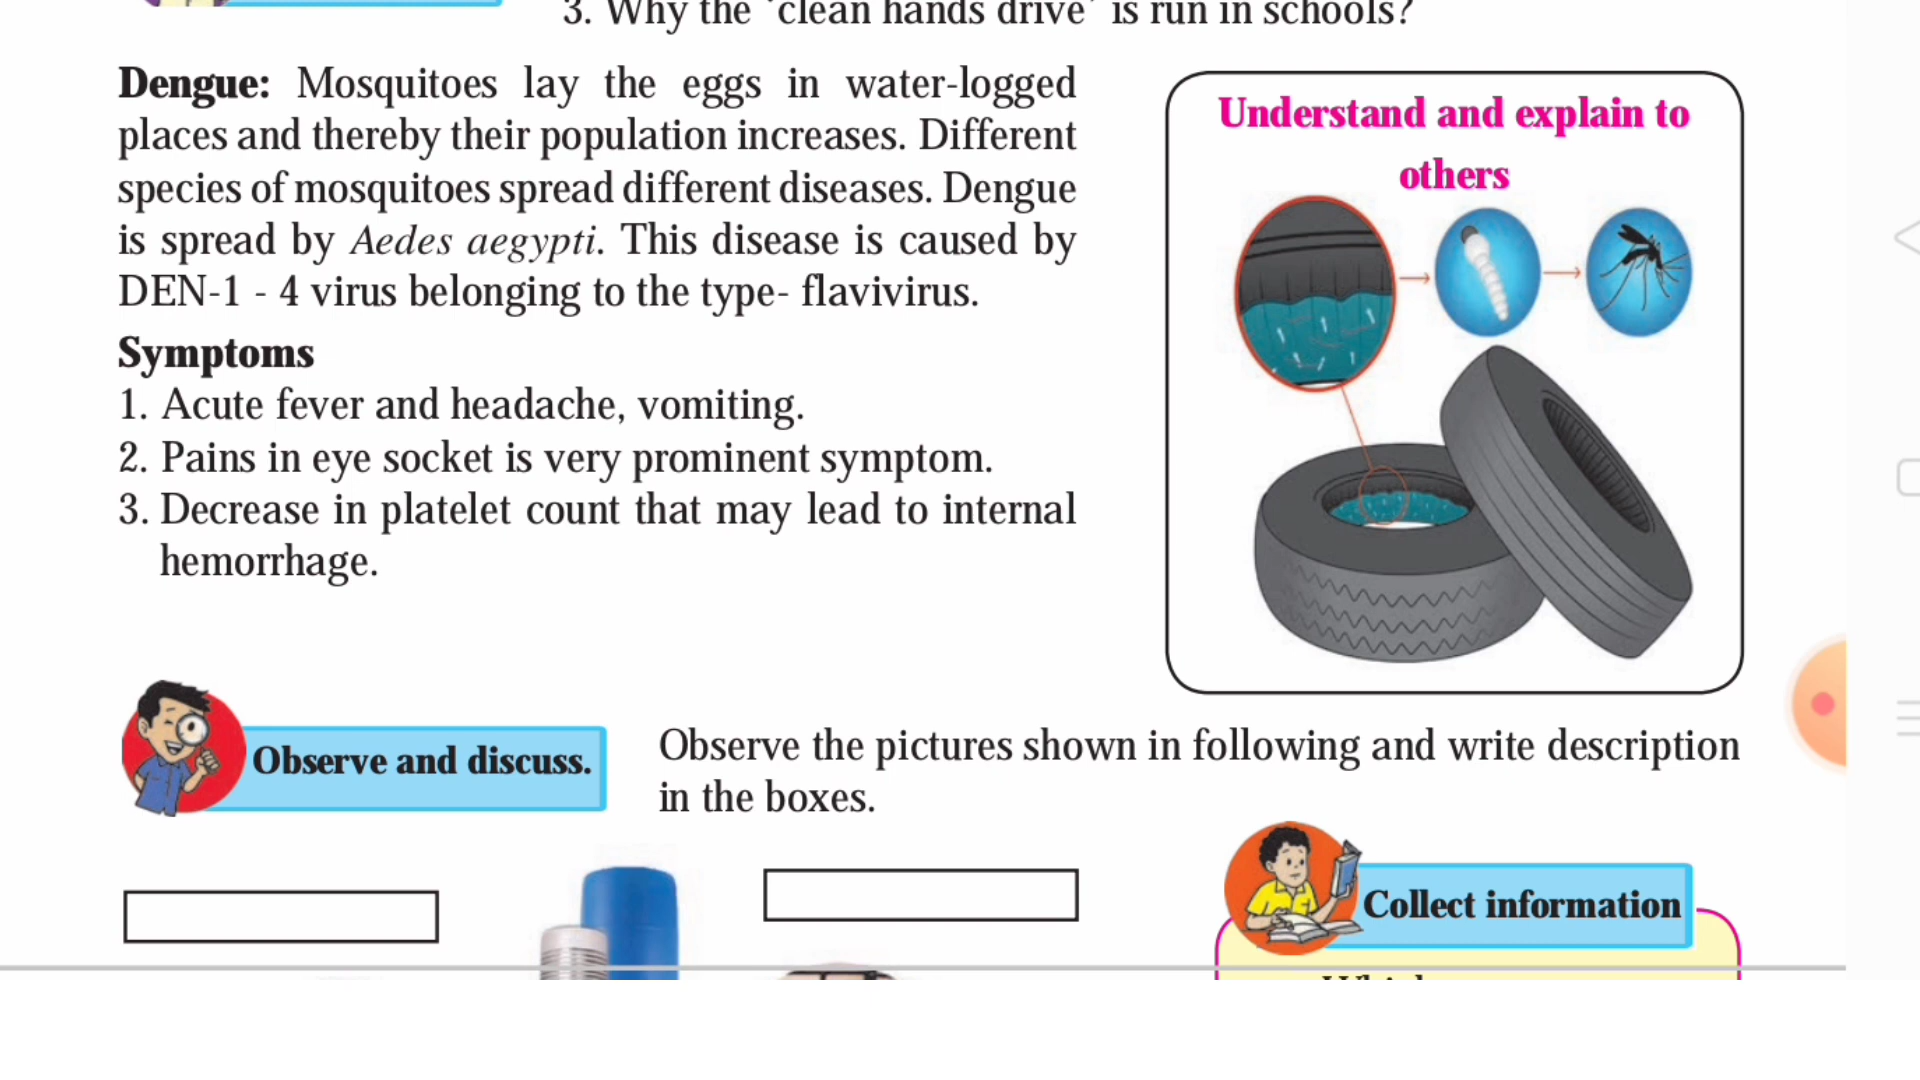 3. Why the ‘clean hands drive’ is run in schools?
Dengue: Mosquitoes lay the eggs in water-logged
places and thereby their population increases. Different
species of mosquitoes spread different diseases. Dengue
is spread by Aedes aegypti. This disease is caused by
DEN-1 - 4 virus belonging to the type- flavivirus.
Symptoms
1. Acute fever and headache, vomiting.
2. Pains in eye socket is very prominent symptom.
3. Decrease in platelet count that may lead to internal
hemorrhage.
Understand and explain to
others
Observe and discuss.
Observe the pictures shown in following and write description
in the boxes.
Collect information